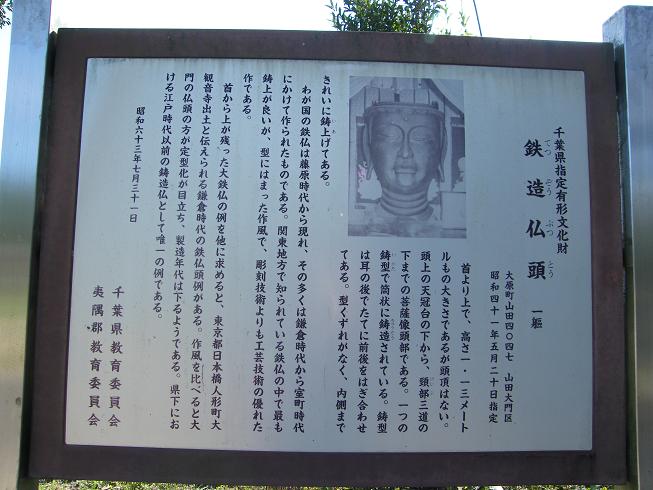 千葉県指定有形文化財
鉄造仏頭 一軀
てつ ぞう ぶつ とう
大原町山田四〇四七 山田大門区
昭和四十一年五月二十日指定
首より上で、高さ一・一三メート
ルもの大きさであるが頭頂はない。
頭上の天冠台の下から、頸部三道の
下までの菩薩像頭部である。一つの
鋳型で筒状に鋳造されている。鋳型
は耳の後でたてに前後をはぎ合わせ
てある。型くずれがなく、内側まで
きれいに鋳上げてある。
わが国の鉄仏は藤原時代から現れ、その多くは鎌倉時代から室町時代
にかけて作られたものである。関東地方で知られている鉄仏の中で最も
鋳上が良いが、型にはまった作風で、彫刻技術よりも工芸技術の優れた
作である。
首から上が残った大鉄仏の例を他に求めると、東京都日本橋人形町大
観音寺出土と伝えられる鎌倉時代の鉄仏頭例がある。作風を比べると大
門の仏頭の方が定型化が目立ち、製造年代は下るようである。県下にお
ける江戸時代以前の鋳造仏として唯一の例である。
昭和六十三年七月三十一日
千葉県教育委員会
夷隅郡教育委員会